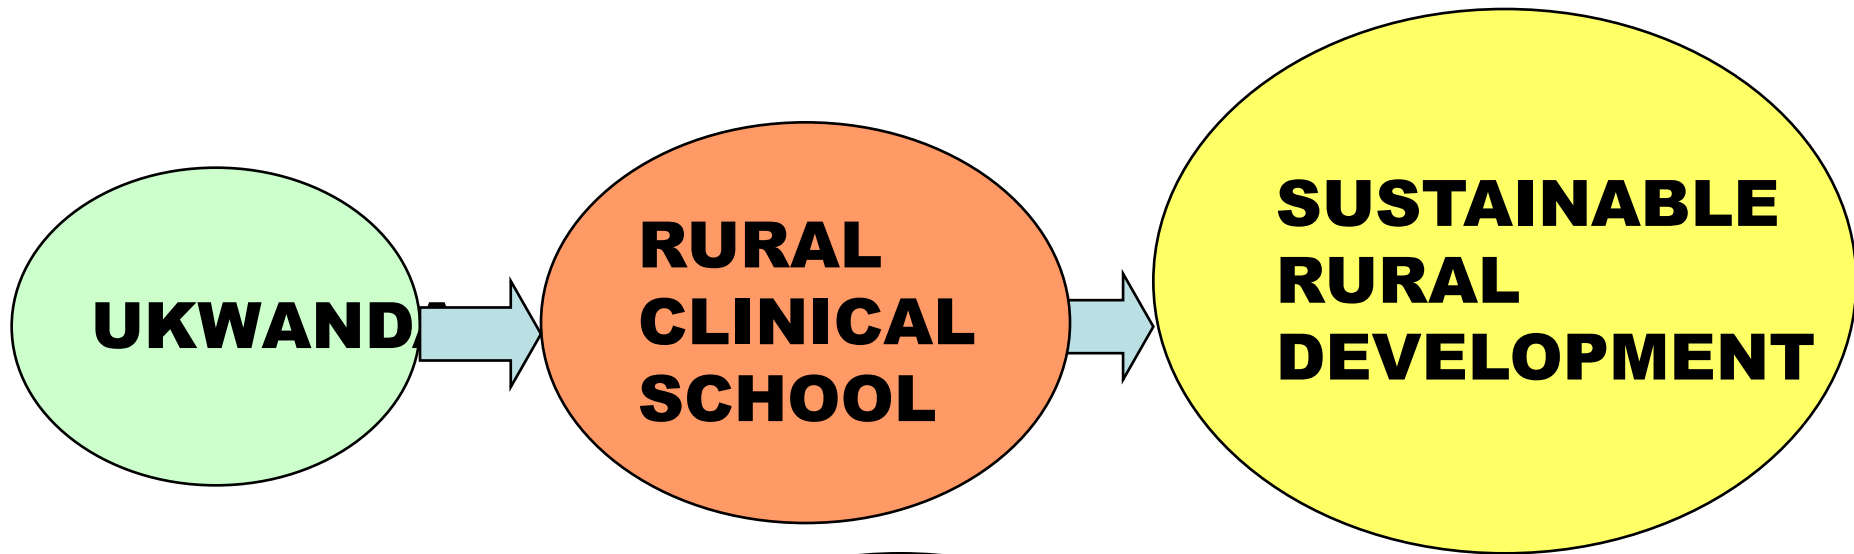 UKWANDA
RURAL
CLINICAL
SCHOOL
SUSTAINABLE
RURAL
DEVELOPMENT